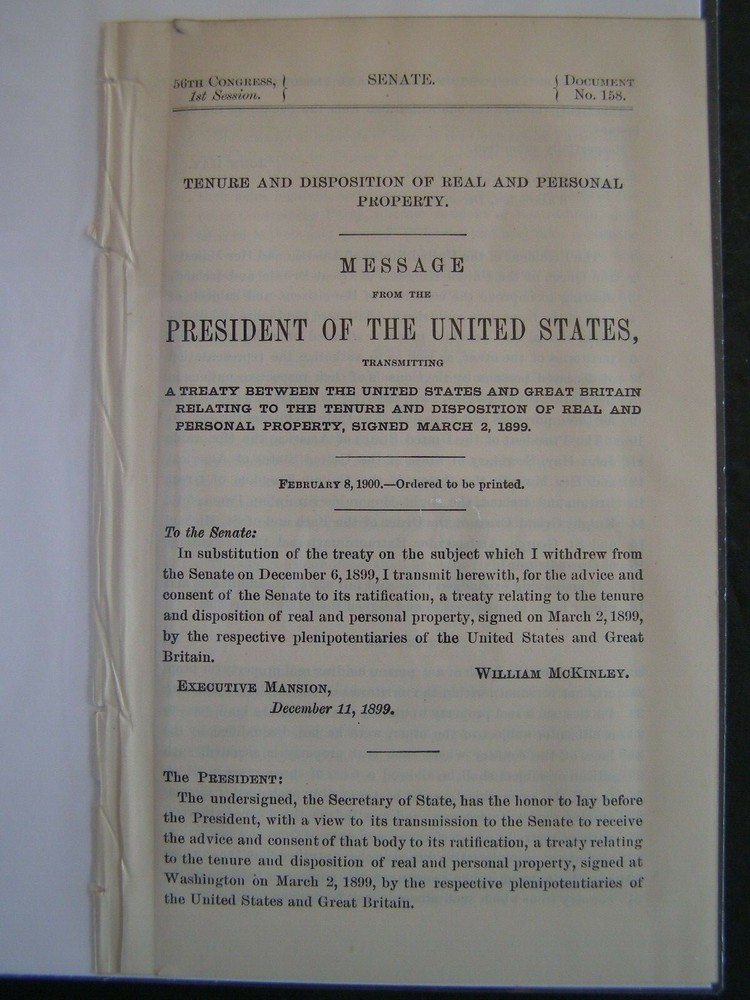 56TH CONGRESS, SENATE. DOCUMENT
1st Session. No. 158.
TENURE AND DISPOSITION OF REAL AND PERSONAL
PROPERTY.
MESSAGE
FROM THE
PRESIDENT OF THE UNITED STATES,
TRANSMITTING
A TREATY BETWEEN THE UNITED STATES AND GREAT BRITAIN
RELATING TO THE TENURE AND DISPOSITION OF REAL AND
PERSONAL PROPERTY, SIGNED MARCH 2, 1899.
FEBRUARY 8, 1900.—Ordered to be printed.
To the Senate:
In substitution of the treaty on the subject which I withdrew from
the Senate on December 6, 1899, I transmit herewith, for the advice and
consent of the Senate to its ratification, a treaty relating to the tenure
and disposition of real and personal property, signed on March 2, 1899,
by the respective plenipotentiaries of the United States and Great
Britain.
WILLIAM MCKINLEY.
EXECUTIVE MANSION,
December 11, 1899.
The PRESIDENT:
The undersigned, the Secretary of State, has the honor to lay before
the President, with a view to its transmission to the Senate to receive
the advice and consent of that body to its ratification, a treaty relating
to the tenure and disposition of real and personal property, signed at
Washington on March 2, 1899, by the respective plenipotentiaries of
the United States and Great Britain.